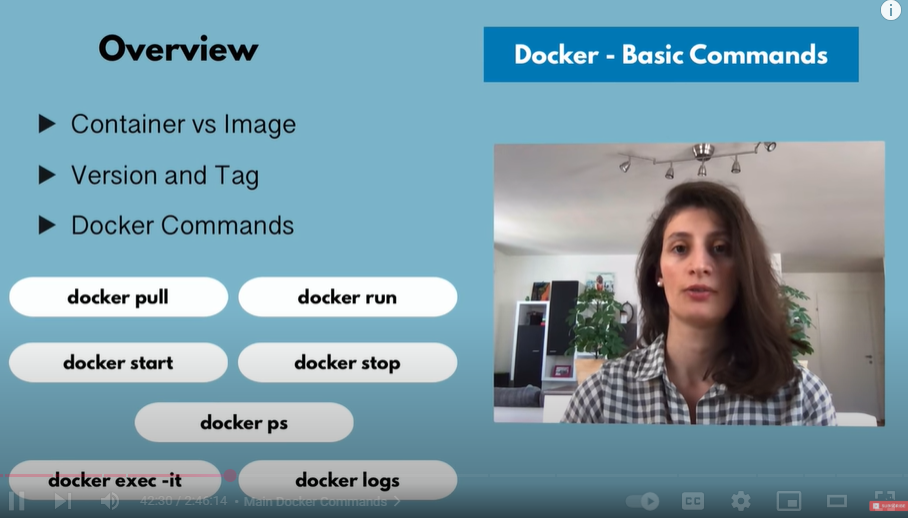 Overview
Docker - Basic Commands
Container vs Image
Version and Tag
Docker Commands
docker pull
docker run
docker start
docker stop
docker ps
docker exec -it
docker logs
42:30 / 2:46:14 • Main Docker Commands
CC